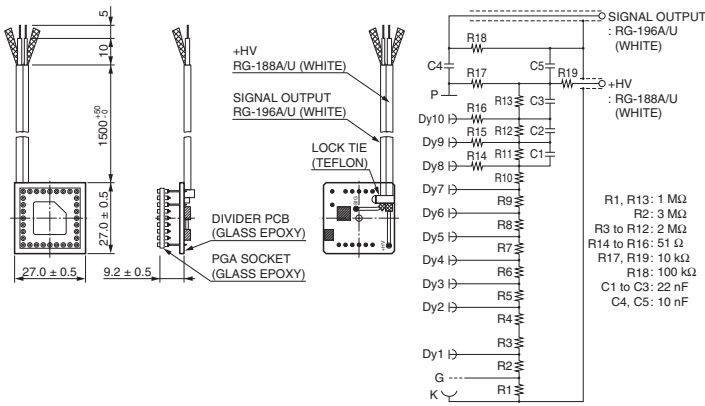 5
10
1500 +50 -0
27.0 ± 0.5
27.0 ± 0.5
9.2 ± 0.5
+HV
RG-188A/U (WHITE)
SIGNAL OUTPUT
RG-196A/U (WHITE)
LOCK TIE
(TEFLON)
DIVIDER PCB
(GLASS EPOXY)
PGA SOCKET
(GLASS EPOXY)
SIG
+HV
SIGNAL OUTPUT
: RG-196A/U
(WHITE)
R18
C4
C5
R17
R19
+HV
: RG-188A/U
(WHITE)
P
R13
C3
R16
Dy10
R12
C2
R15
Dy9
R11
C1
R14
Dy8
R10
Dy7
R9
Dy6
R8
Dy5
R7
Dy4
R6
Dy3
R5
Dy2
R4
R3
Dy1
R2
G
R1
K
R1, R13: 1 MΩ
R2: 3 MΩ
R3 to R12: 2 MΩ
R14 to R16: 51 Ω
R17, R19: 10 kΩ
R18: 100 kΩ
C1 to C3: 22 nF
C4, C5: 10 nF